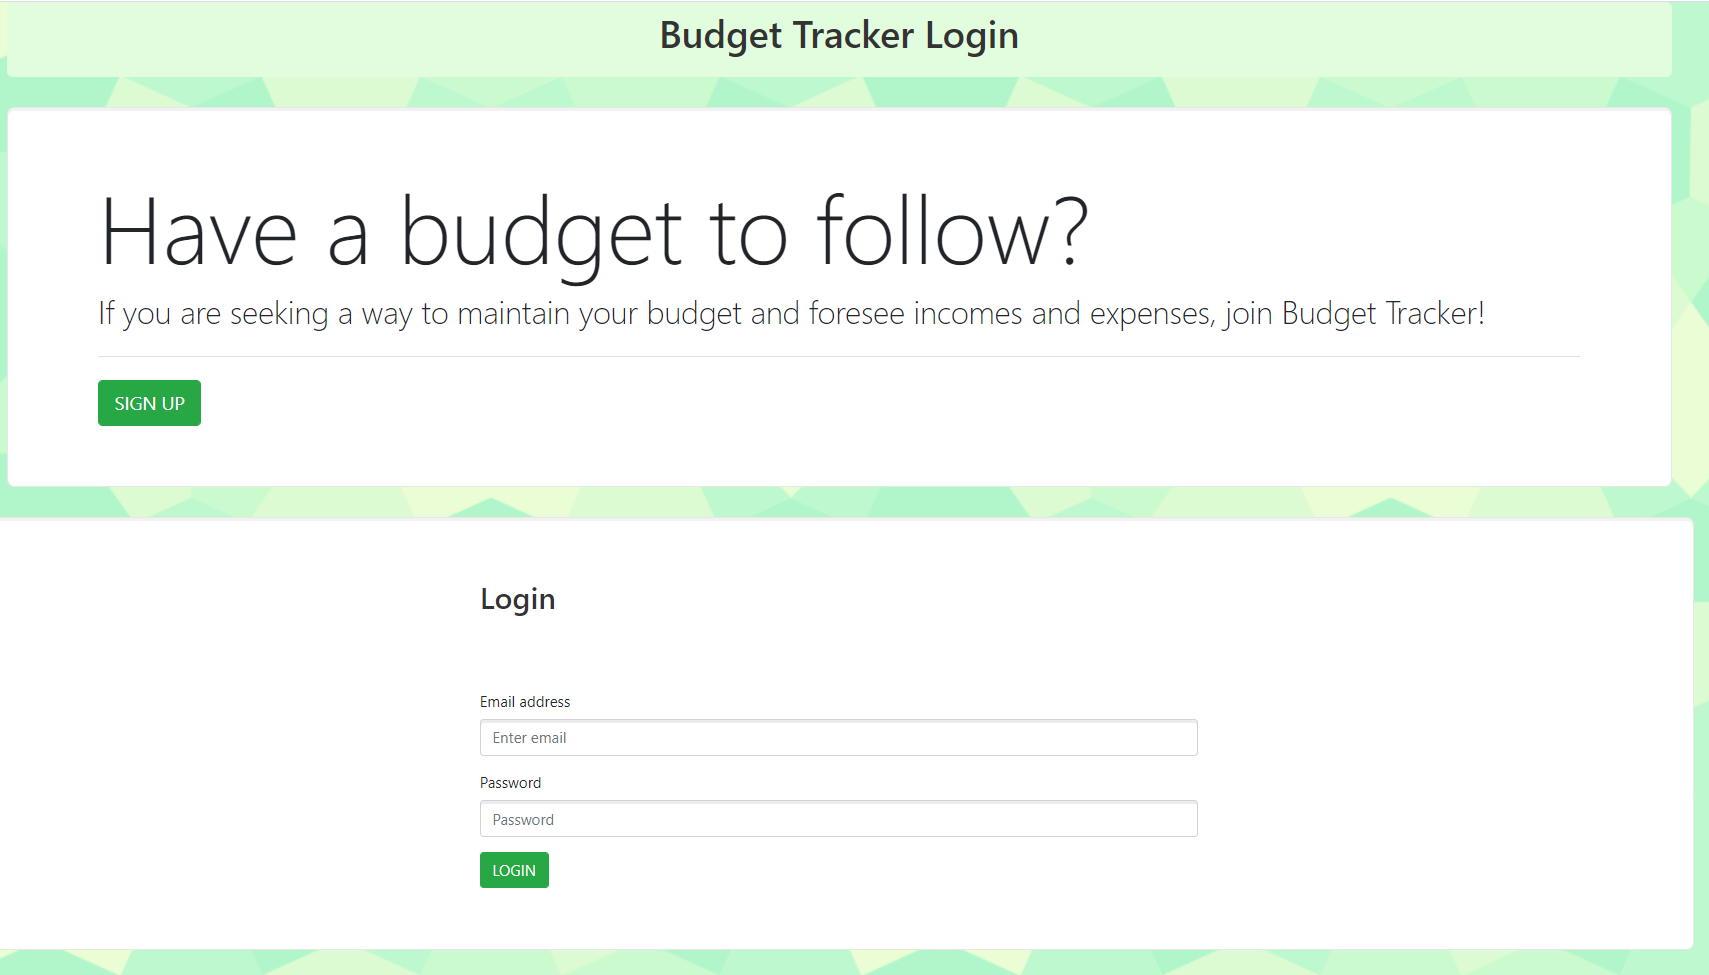 Budget Tracker Login
Have a budget to follow?
If you are seeking a way to maintain your budget and foresee incomes and expenses, join Budget Tracker!
SIGN UP
Login
Email address
Enter email
Password
Password
LOGIN